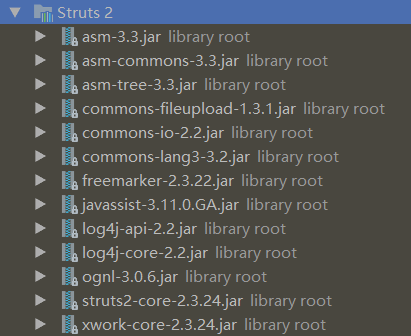 Struts 2
asm-3.3.jar library root
asm-commons-3.3.jar library root
asm-tree-3.3.jar library root
commons-fileupload-1.3.1.jar library root
commons-io-2.2.jar library root
commons-lang3-3.2.jar library root
freemarker-2.3.22.jar library root
javassist-3.11.0.GA.jar library root
log4j-api-2.2.jar library root
log4j-core-2.2.jar library root
ognl-3.0.6.jar library root
struts2-core-2.3.24.jar library root
xwork-core-2.3.24.jar library root